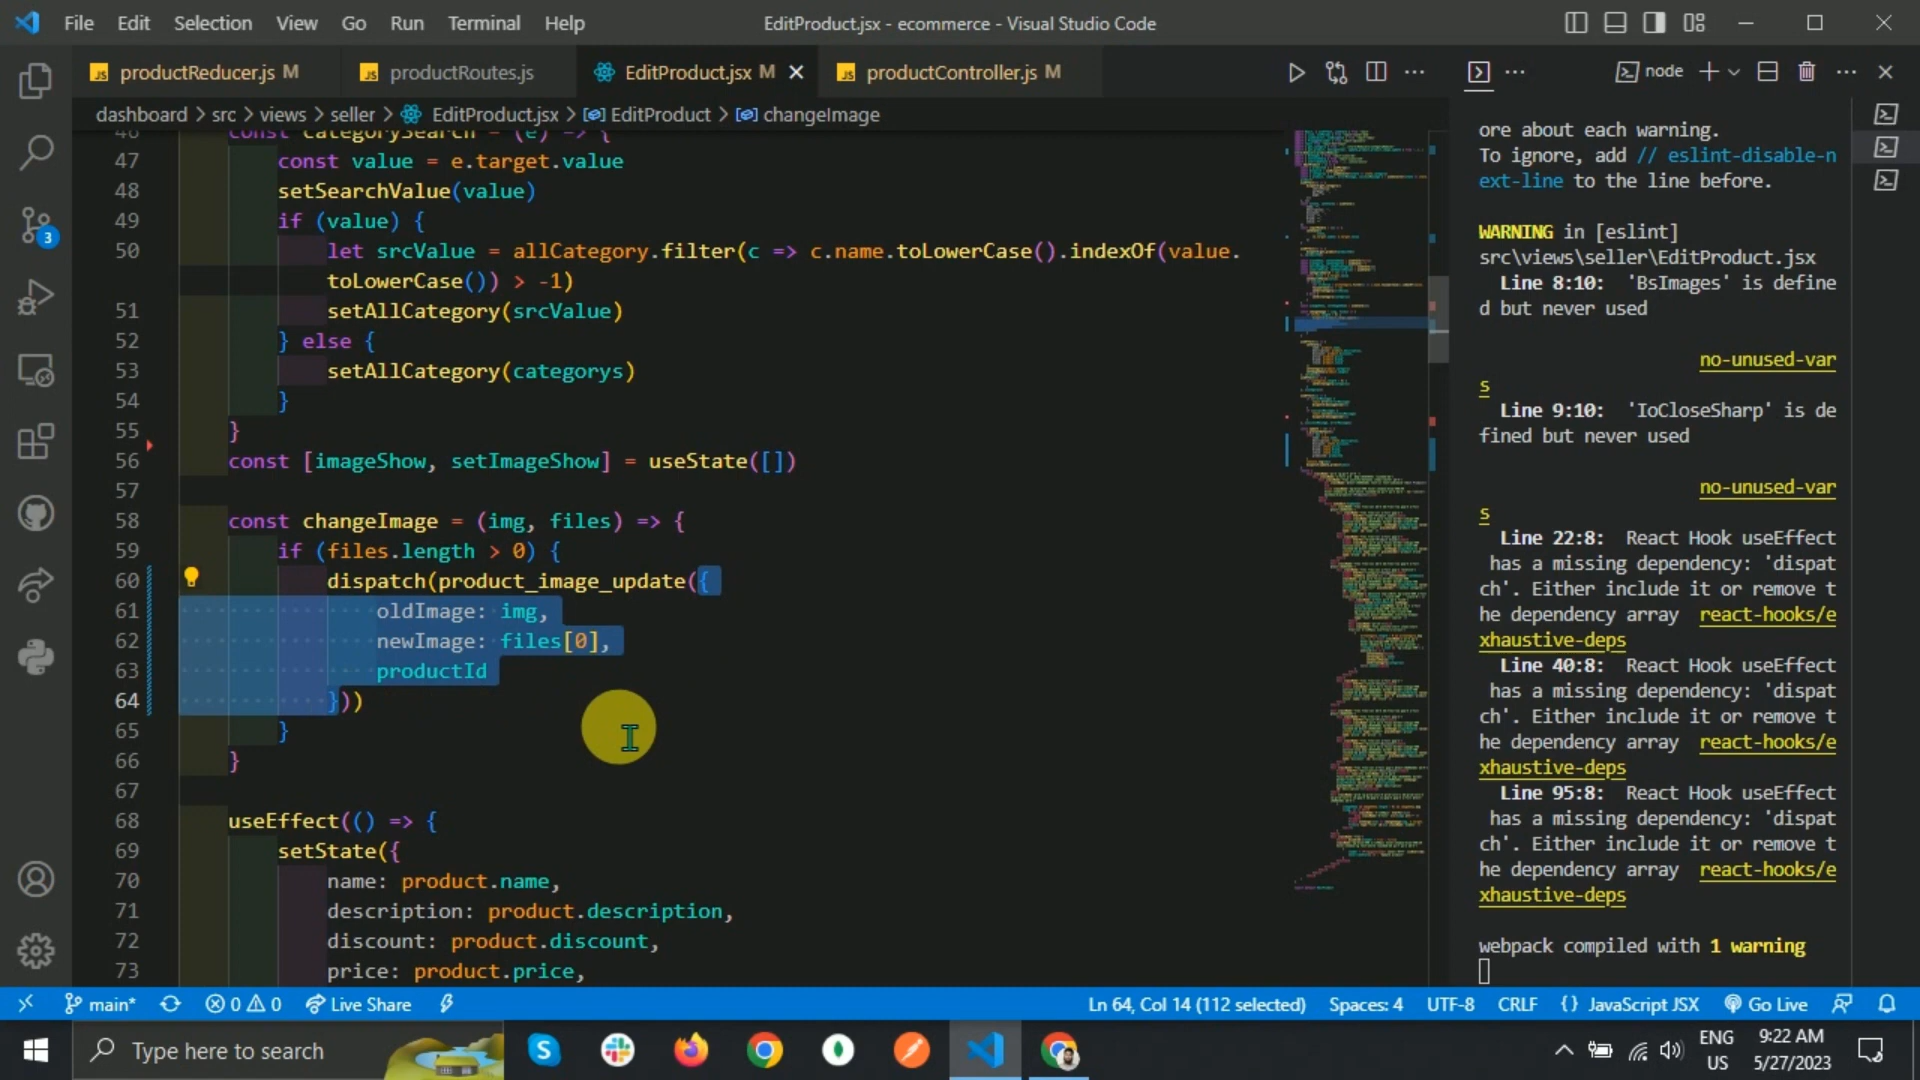 File Edit Selection View Go Run Terminal Help EditProduct.jsx - ecommerce - Visual Studio Code
productReducer.js M productRoutes.js EditProduct.jsx M productController.js M node
dashboard > src > views > seller > EditProduct.jsx > EditProduct > changeImage
46 const categorySearch = (e) => {
47 const value = e.target.value
48 setSearchValue(value)
49 if (value) {
50 let srcValue = allCategory.filter(c => c.name.toLowerCase().indexOf(value.
toLowerCase()) > -1)
51 setAllCategory(srcValue)
52 } else {
53 setAllCategory(categorys)
54 }
55 }
56 const [imageShow, setImageShow] = useState([])
57
58 const changeImage = (img, files) => {
59 if (files.length > 0) {
60 dispatch(product_image_update({
61 oldImage: img,
62 newImage: files[0],
63 productId
64 }))
65 }
66 }
67
68 useEffect(() => {
69 setState({
70 name: product.name,
71 description: product.description,
72 discount: product.discount,
73 price: product.price,
ore about each warning.
To ignore, add // eslint-disable-n
ext-line to the line before.
WARNING in [eslint]
src\views\seller\EditProduct.jsx
Line 8:10: 'BsImages' is define
d but never used
no-unused-var
s
Line 9:10: 'IoCloseSharp' is de
fined but never used
no-unused-var
s
Line 22:8: React Hook useEffect
has a missing dependency: 'dispat
ch'. Either include it or remove t
he dependency array react-hooks/e
xhaustive-deps
Line 40:8: React Hook useEffect
has a missing dependency: 'dispat
ch'. Either include it or remove t
he dependency array react-hooks/e
xhaustive-deps
Line 95:8: React Hook useEffect
has a missing dependency: 'dispat
ch'. Either include it or remove t
he dependency array react-hooks/e
xhaustive-deps
webpack compiled with 1 warning
3
main* 0 0 Live Share Ln 64, Col 14 (112 selected) Spaces: 4 UTF-8 CRLF {} JavaScript JSX Go Live
Type here to search
ENG
US
9:22 AM
5/27/2023